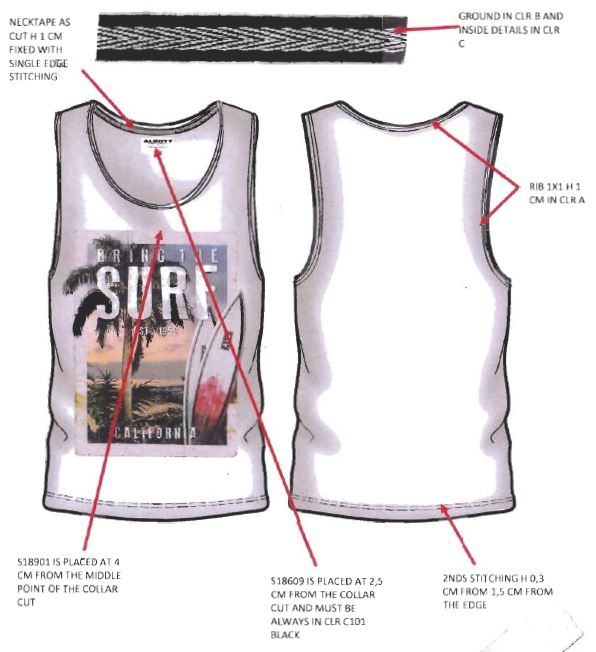 NECKTAPE AS
CUT H 1 CM
FIXED WITH
SINGLE EDGE
STITCHING
GROUND IN CLR B AND
INSIDE DETAILS IN CLR
C
ALCOTT
RIB 1X1 H 1
CM IN CLR A
BRING THE
SURF
CALIFORNIA
S18901 IS PLACED AT 4
CM FROM THE MIDDLE
POINT OF THE COLLAR
CUT
S18609 IS PLACED AT 2,5
CM FROM THE COLLAR
CUT AND MUST BE
ALWAYS IN CLR C101
BLACK
2NDS STITCHING H 0,3
CM FROM 1,5 CM FROM
THE EDGE